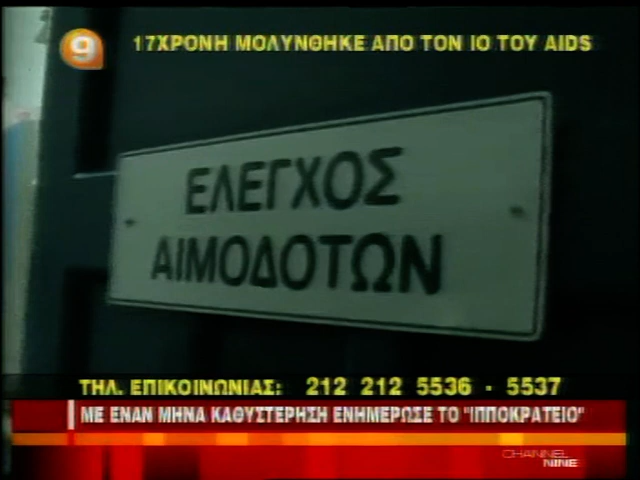 9
17ΧΡΟΝΗ ΜΟΛΥΝΘΗΚΕ ΑΠΟ ΤΟΝ ΙΟ ΤΟΥ AIDS
ΕΛΕΓΧΟΣ
ΑΙΜΟΔΟΤΩΝ
ΤΗΛ. ΕΠΙΚΟΙΝΩΝΙΑΣ: 212 212 5536 - 5537
ΜΕ ΕΝΑΝ ΜΗΝΑ ΚΑΘΥΣΤΕΡΗΣΗ ΕΝΗΜΕΡΩΣΕ ΤΟ "ΙΠΠΟΚΡΑΤΕΙΟ"
CHANNEL
NINE